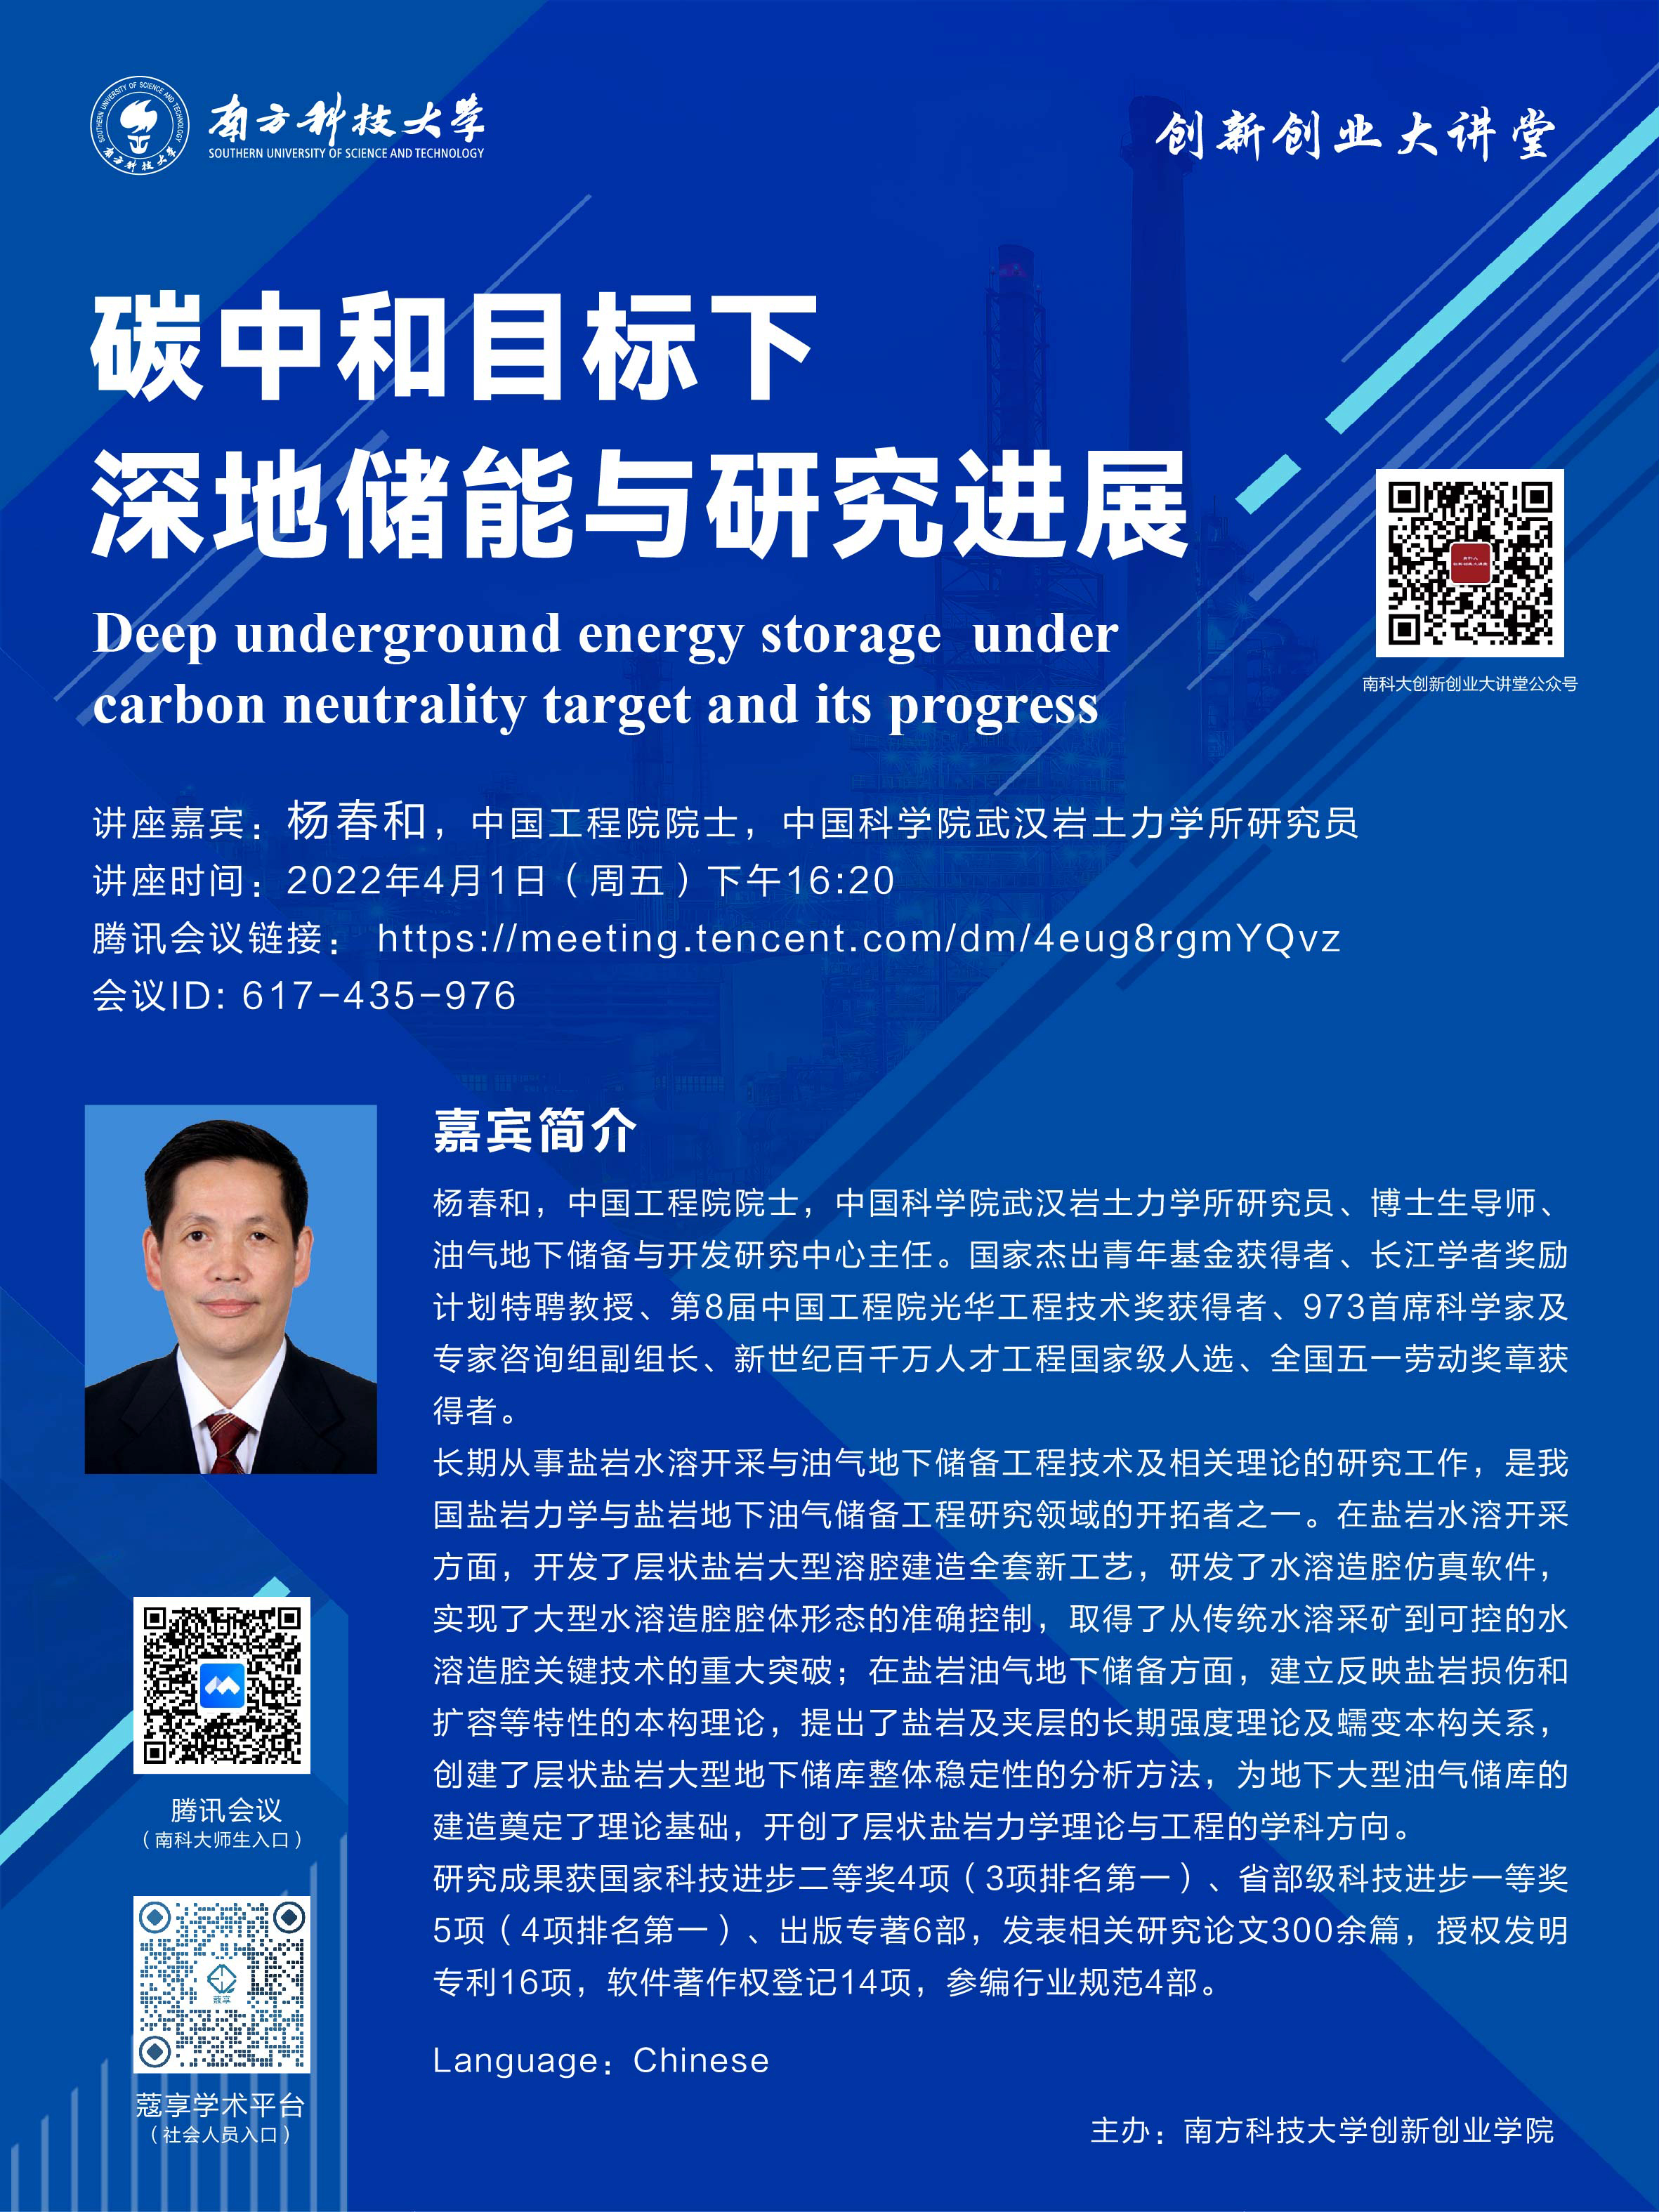 南方科技大学
SOUTHERN UNIVERSITY OF SCIENCE AND TECHNOLOGY
创新创业大讲堂
碳中和目标下
深地储能与研究进展
Deep underground energy storage under
carbon neutrality target and its progress
南科大创新创业大讲堂公众号
讲座嘉宾：杨春和，中国工程院院士，中国科学院武汉岩土力学所研究员
讲座时间：2022年4月1日（周五）下午16:20
腾讯会议链接： https://meeting.tencent.com/dm/4eug8rgmYQvz
会议ID: 617-435-976
嘉宾简介
杨春和，中国工程院院士，中国科学院武汉岩土力学所研究员、博士生导师、
油气地下储备与开发研究中心主任。国家杰出青年基金获得者、长江学者奖励
计划特聘教授、第8届中国工程院光华工程技术奖获得者、973首席科学家及
专家咨询组副组长、新世纪百千万人才工程国家级人选、全国五一劳动奖章获
得者。
长期从事盐岩水溶开采与油气地下储备工程技术及相关理论的研究工作，是我
国盐岩力学与盐岩地下油气储备工程研究领域的开拓者之一。在盐岩水溶开采
方面，开发了层状盐岩大型溶腔建造全套新工艺，研发了水溶造腔仿真软件，
实现了大型水溶造腔腔体形态的准确控制，取得了从传统水溶采矿到可控的水
溶造腔关键技术的重大突破；在盐岩油气地下储备方面，建立反映盐岩损伤和
扩容等特性的本构理论，提出了盐岩及夹层的长期强度理论及蠕变本构关系，
创建了层状盐岩大型地下储库整体稳定性的分析方法，为地下大型油气储库的
建造奠定了理论基础，开创了层状盐岩力学理论与工程的学科方向。
研究成果获国家科技进步二等奖4项（3项排名第一）、省部级科技进步一等奖
5项（4项排名第一）、出版专著6部，发表相关研究论文300余篇，授权发明
专利16项，软件著作权登记14项，参编行业规范4部。
Language：Chinese
腾讯会议
（南科大师生入口）
蔻享
蔻享学术平台
（社会人员入口）
主办：南方科技大学创新创业学院